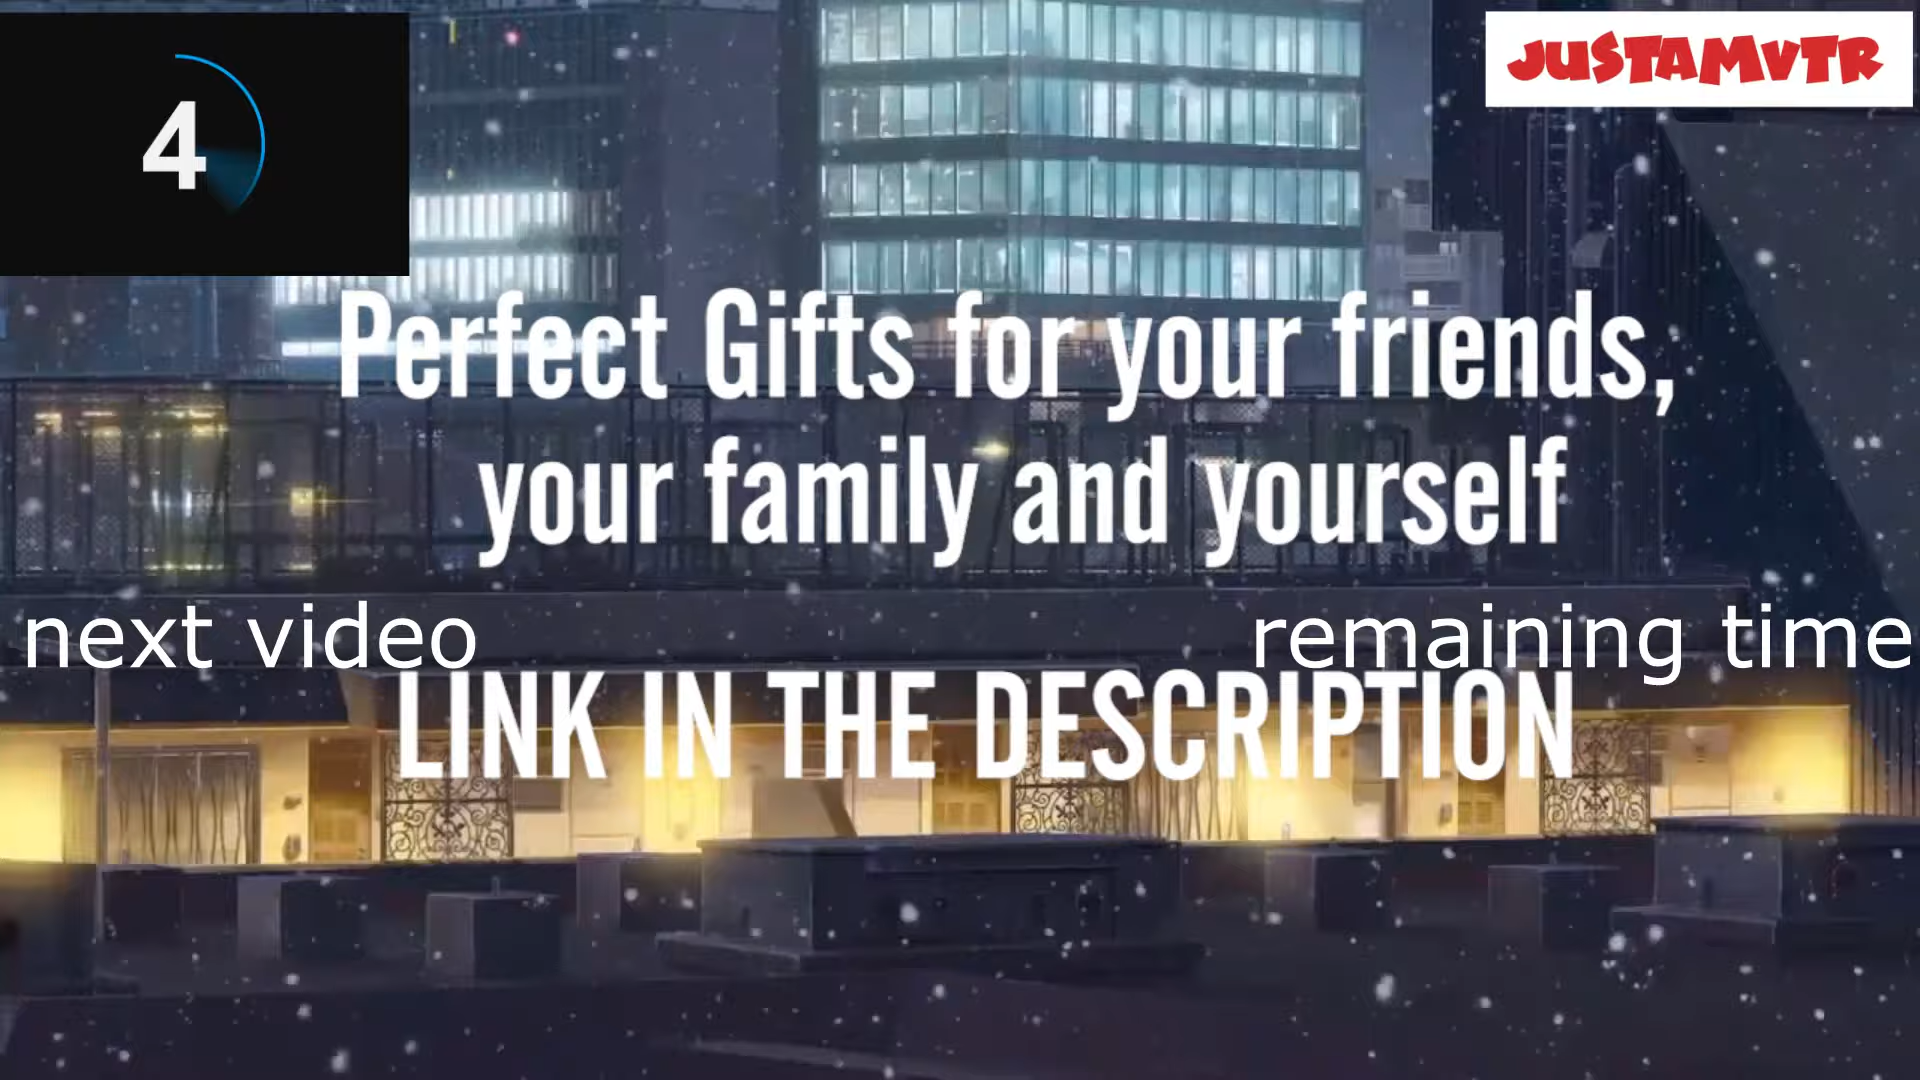 4
JUSTAMVTR
Perfect Gifts for your friends,
your family and yourself
next video
remaining time
LINK IN THE DESCRIPTION